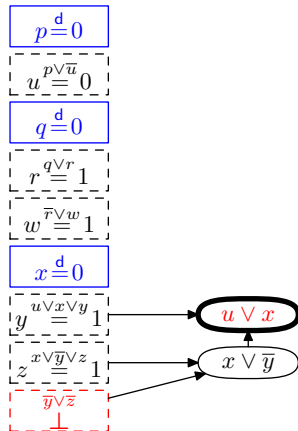 p d= 0
u p∨u̅= 0
q d= 0
r q∨r= 1
w r̅∨w= 1
x d= 0
y u∨x∨y= 1 u ∨ x
z x∨y̅∨z= 1 x ∨ y̅
y̅∨z̅ ⊥